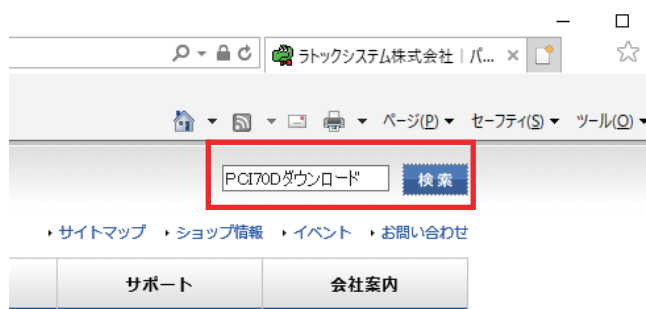 ラトックシステム株式会社 | パ...
ページ(P) セーフティ(S) ツール(O)
PCI70Dダウンロード 検索
サイトマップ ショップ情報 イベント お問い合わせ
サポート 会社案内